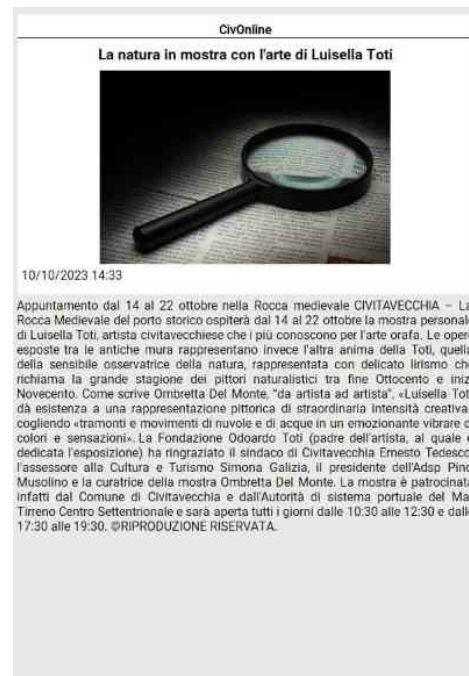 CivOnline
La natura in mostra con l'arte di Luisella Toti
10/10/2023 14:33
Appuntamento dal 14 al 22 ottobre nella Rocca medievale CIVITAVECCHIA – La
Rocca Medievale del porto storico ospiterà dal 14 al 22 ottobre la mostra personale
di Luisella Toti, artista civitavecchiese che i più conoscono per l'arte orafa. Le opere
esposte tra le antiche mura rappresentano invece l'altra anima della Toti, quella
della sensibile osservatrice della natura, rappresentata con delicato lirismo che
richiama la grande stagione dei pittori naturalistici tra fine Ottocento e inizi
Novecento. Come scrive Ombretta Del Monte, "da artista ad artista", «Luisella Toti
dà esistenza a una rappresentazione pittorica di straordinaria intensità creativa,
cogliendo «tramonti e movimenti di nuvole e di acque in un emozionante vibrare di
colori e sensazioni». La Fondazione Odoardo Toti (padre dell'artista, al quale è
dedicata l'esposizione) ha ringraziato il sindaco di Civitavecchia Ernesto Tedesco,
l'assessore alla Cultura e Turismo Simona Galizia, il presidente dell'Adsp Pino
Musolino e la curatrice della mostra Ombretta Del Monte. La mostra è patrocinata
infatti dal Comune di Civitavecchia e dall'Autorità di sistema portuale del Mar
Tirreno Centro Settentrionale e sarà aperta tutti i giorni dalle 10:30 alle 12:30 e dalle
17:30 alle 19:30. ©RIPRODUZIONE RISERVATA.